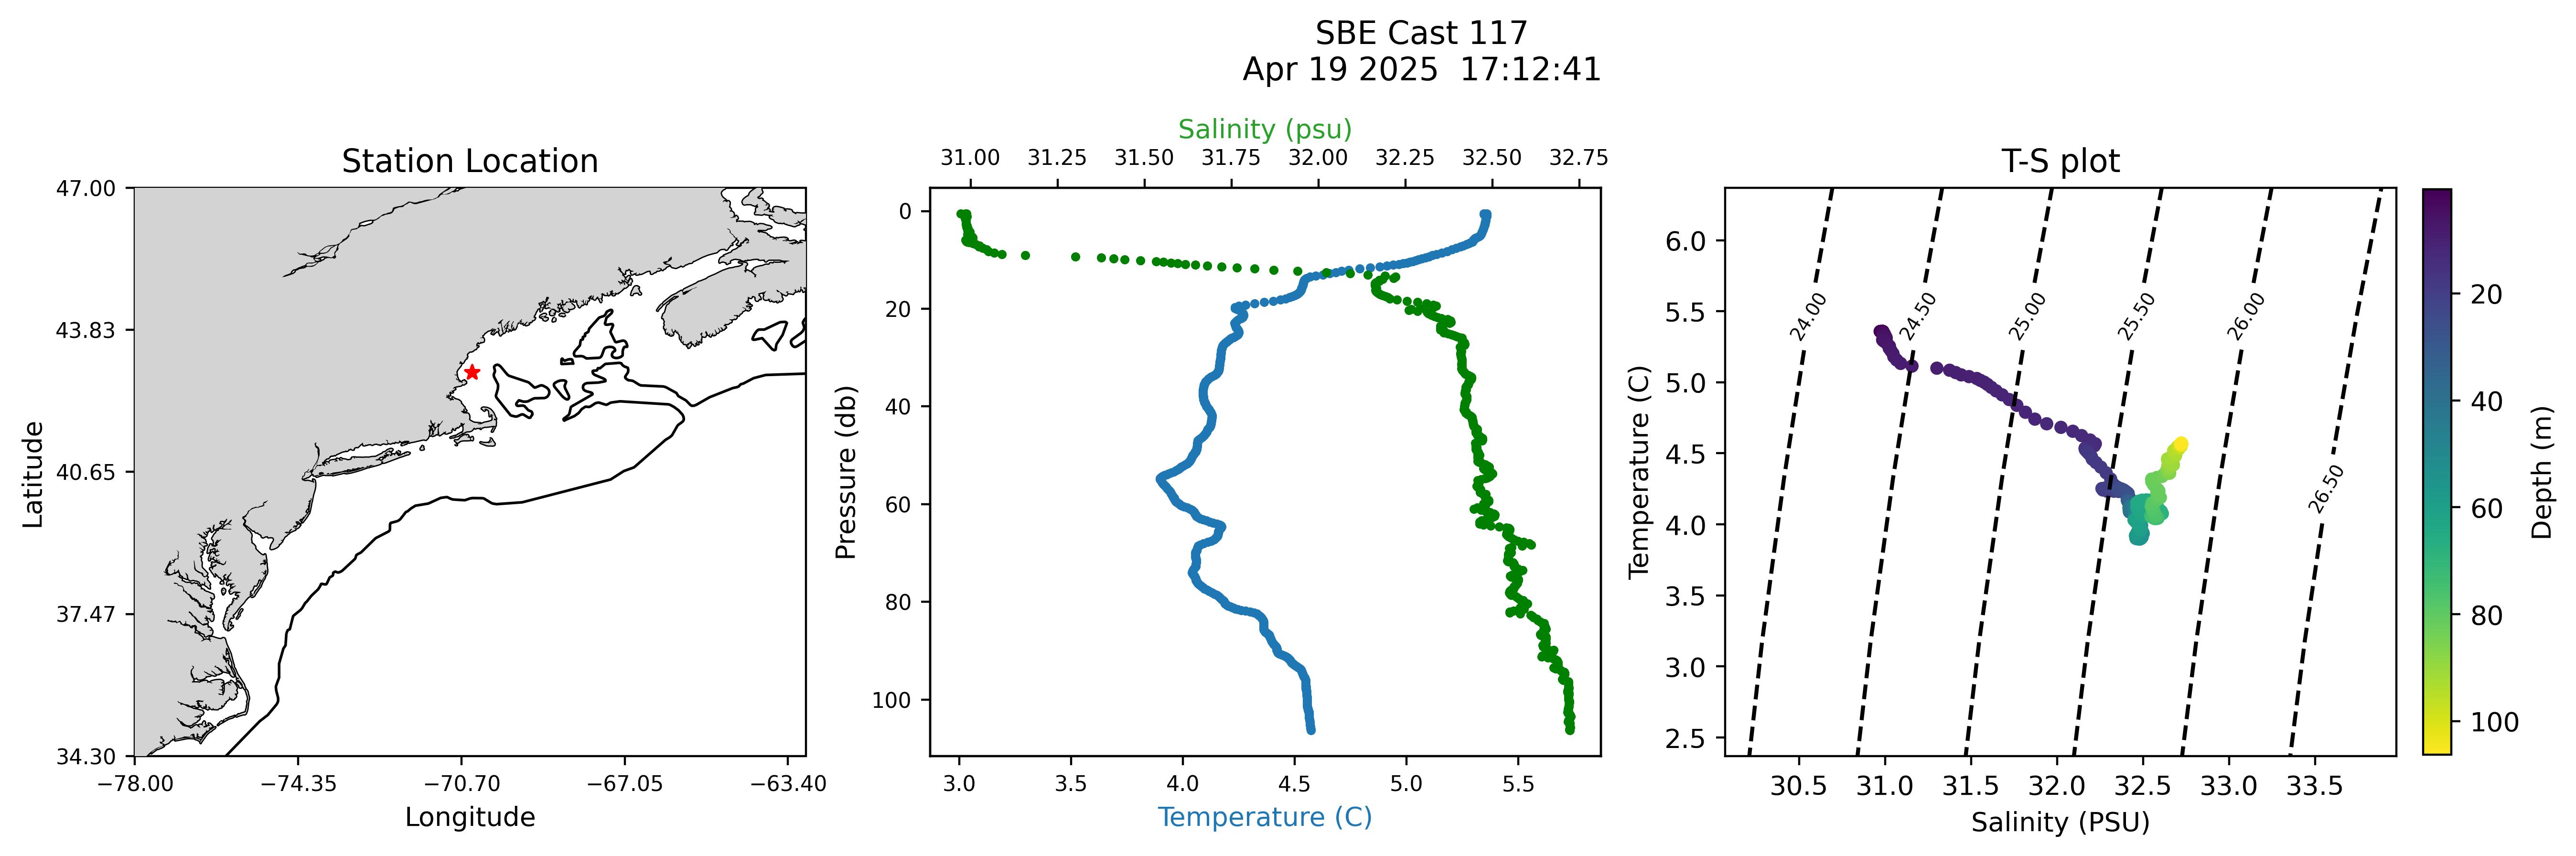 SBE Cast 117
Apr 19 2025  17:12:41
Station Location
47.00
43.83
40.65
37.47
34.30
Latitude
−78.00 −74.35 −70.70 −67.05 −63.40
Longitude
Salinity (psu)
31.00 31.25 31.50 31.75 32.00 32.25 32.50 32.75
0
20
40
60
80
100
Pressure (db)
3.0 3.5 4.0 4.5 5.0 5.5
Temperature (C)
T-S plot
6.0
5.5
5.0
4.5
4.0
3.5
3.0
2.5
Temperature (C)
24.00 24.50 25.00 25.50 26.00 26.50
30.5 31.0 31.5 32.0 32.5 33.0 33.5
Salinity (PSU)
20
40
60
80
100
Depth (m)